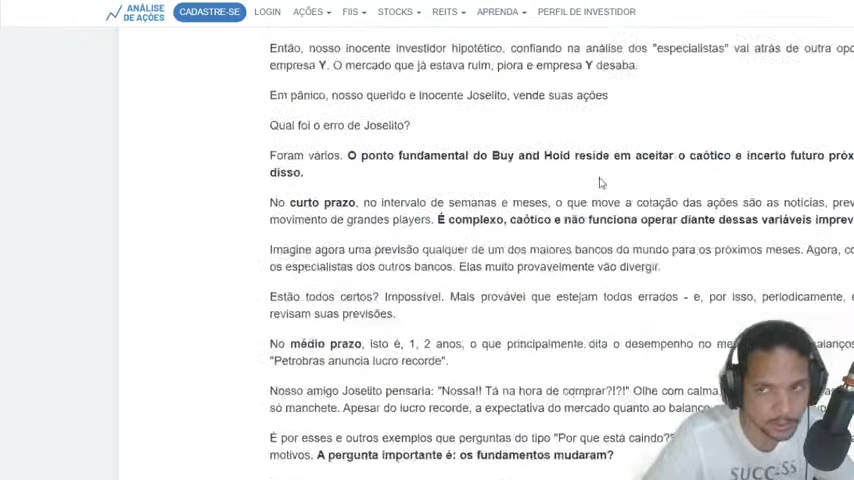 ANÁLISE
DE AÇÕES
CADASTRE-SE LOGIN AÇÕES FIIS STOCKS REITS APRENDA PERFIL DE INVESTIDOR
Então, nosso inocente investidor hipotético, confiando na análise dos "especialistas" vai atrás de outra
empresa Y. O mercado que já estava ruim, piora e empresa Y desaba.
Em pânico, nosso querido e inocente Joselito, vende suas ações
Qual foi o erro de Joselito?
Foram vários. O ponto fundamental do Buy and Hold reside em aceitar o caótico e incerto futuro
disso.
No curto prazo, no intervalo de semanas e meses, o que move a cotação das ações são as notícias,
movimento de grandes players. É complexo, caótico e não funciona operar diante dessas variáveis
Imagine agora uma previsão qualquer de um dos maiores bancos do mundo para os próximos meses. Agora,
os especialistas dos outros bancos. Elas muito provavelmente vão divergir.
Estão todos certos? Impossível. Mais provável que estejam todos errados - e, por isso, periodicamente,
revisam suas previsões.
No médio prazo, isto é, 1, 2 anos, o que principalmente dita o desempenho no
"Petrobras anuncia lucro recorde".
Nosso amigo Joselito pensaria: "Nossa!! Tá na hora de comprar?!?!" Olhe com calma
só manchete. Apesar do lucro recorde, a expectativa do mercado quanto ao
É por esses e outros exemplos que perguntas do tipo "Por que está caindo?"
motivos. A pergunta importante é: os fundamentos mudaram?
SUCCESS